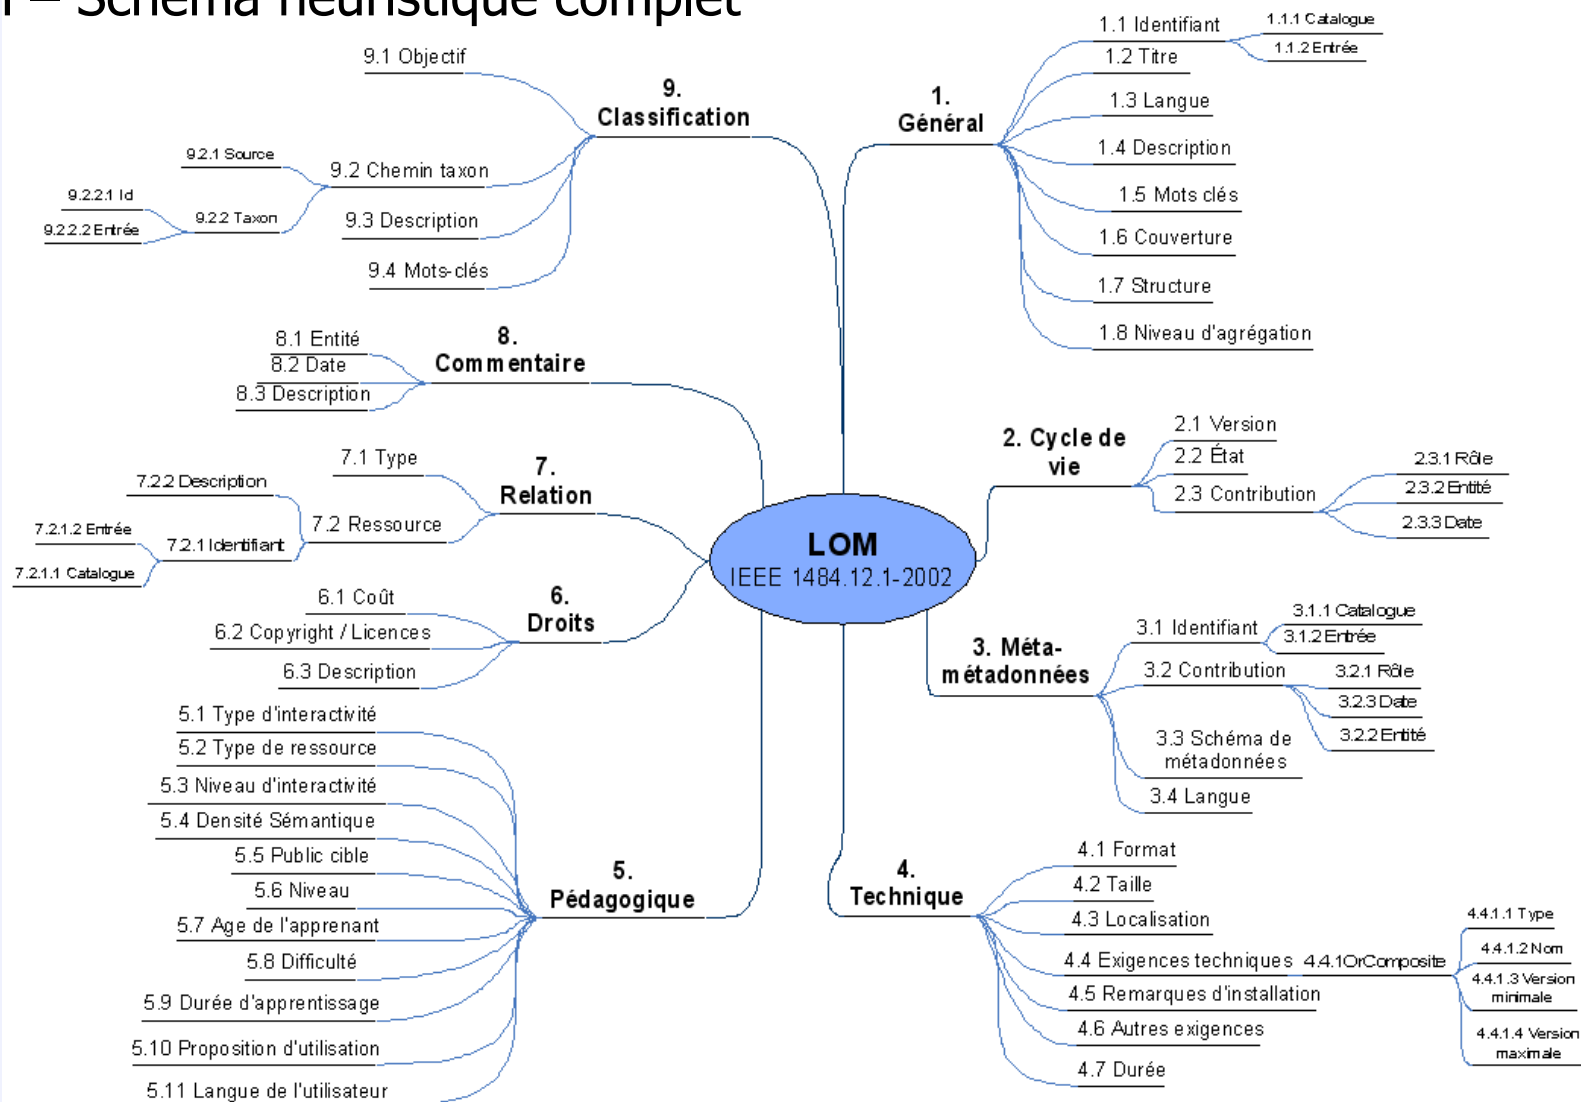 – Schéma heuristique complet
LOM
IEEE 1484.12.1-2002
1.
Général
1.1 Identifiant
1.1.1 Catalogue
1.1.2 Entrée
1.2 Titre
1.3 Langue
1.4 Description
1.5 Mots clés
1.6 Couverture
1.7 Structure
1.8 Niveau d'agrégation
2. Cycle de
vie
2.1 Version
2.2 État
2.3 Contribution
2.3.1 Rôle
2.3.2 Entité
2.3.3 Date
3. Méta-
métadonnées
3.1 Identifiant
3.1.1 Catalogue
3.1.2 Entrée
3.2 Contribution
3.2.1 Rôle
3.2.3 Date
3.2.2 Entité
3.3 Schéma de
métadonnées
3.4 Langue
4.
Technique
4.1 Format
4.2 Taille
4.3 Localisation
4.4 Exigences techniques
4.4.1OrComposite
4.4.1.1 Type
4.4.1.2 Nom
4.4.1.3 Version
minimale
4.4.1.4 Version
maximale
4.5 Remarques d'installation
4.6 Autres exigences
4.7 Durée
5.
Pédagogique
5.1 Type d'interactivité
5.2 Type de ressource
5.3 Niveau d'interactivité
5.4 Densité Sémantique
5.5 Public cible
5.6 Niveau
5.7 Age de l'apprenant
5.8 Difficulté
5.9 Durée d'apprentissage
5.10 Proposition d'utilisation
5.11 Langue de l'utilisateur
6.
Droits
6.1 Coût
6.2 Copyright / Licences
6.3 Description
7.
Relation
7.1 Type
7.2 Ressource
7.2.2 Description
7.2.1 Identifiant
7.2.1.2 Entrée
7.2.1.1 Catalogue
8.
Commentaire
8.1 Entité
8.2 Date
8.3 Description
9.
Classification
9.1 Objectif
9.2 Chemin taxon
9.2.1 Source
9.2.2 Taxon
9.2.2.1 Id
9.2.2.2 Entrée
9.3 Description
9.4 Mots-clés